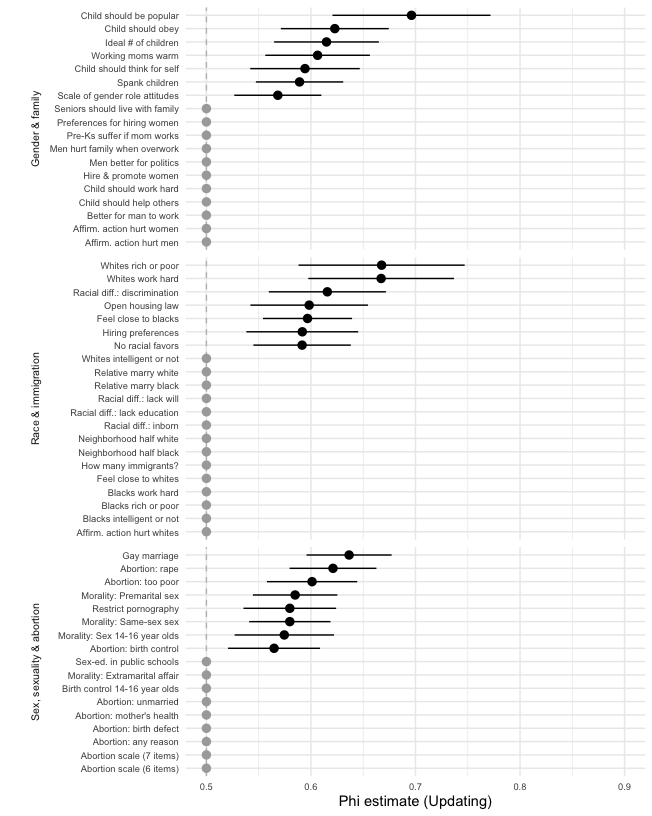 Gender & family
Child should be popular
Child should obey
Ideal # of children
Working moms warm
Child should think for self
Spank children
Scale of gender role attitudes
Seniors should live with family
Preferences for hiring women
Pre-Ks suffer if mom works
Men hurt family when overwork
Men better for politics
Hire & promote women
Child should work hard
Child should help others
Better for man to work
Affirm. action hurt women
Affirm. action hurt men
Race & immigration
Whites rich or poor
Whites work hard
Racial diff.: discrimination
Open housing law
Feel close to blacks
Hiring preferences
No racial favors
Whites intelligent or not
Relative marry white
Relative marry black
Racial diff.: lack will
Racial diff.: lack education
Racial diff.: inborn
Neighborhood half white
Neighborhood half black
How many immigrants?
Feel close to whites
Blacks work hard
Blacks rich or poor
Blacks intelligent or not
Affirm. action hurt whites
Sex, sexuality & abortion
Gay marriage
Abortion: rape
Abortion: too poor
Morality: Premarital sex
Restrict pornography
Morality: Same-sex sex
Morality: Sex 14-16 year olds
Abortion: birth control
Sex-ed. in public schools
Morality: Extramarital affair
Birth control 14-16 year olds
Abortion: unmarried
Abortion: mother's health
Abortion: birth defect
Abortion: any reason
Abortion scale (7 items)
Abortion scale (6 items)
0.5 0.6 0.7 0.8 0.9
Phi estimate (Updating)